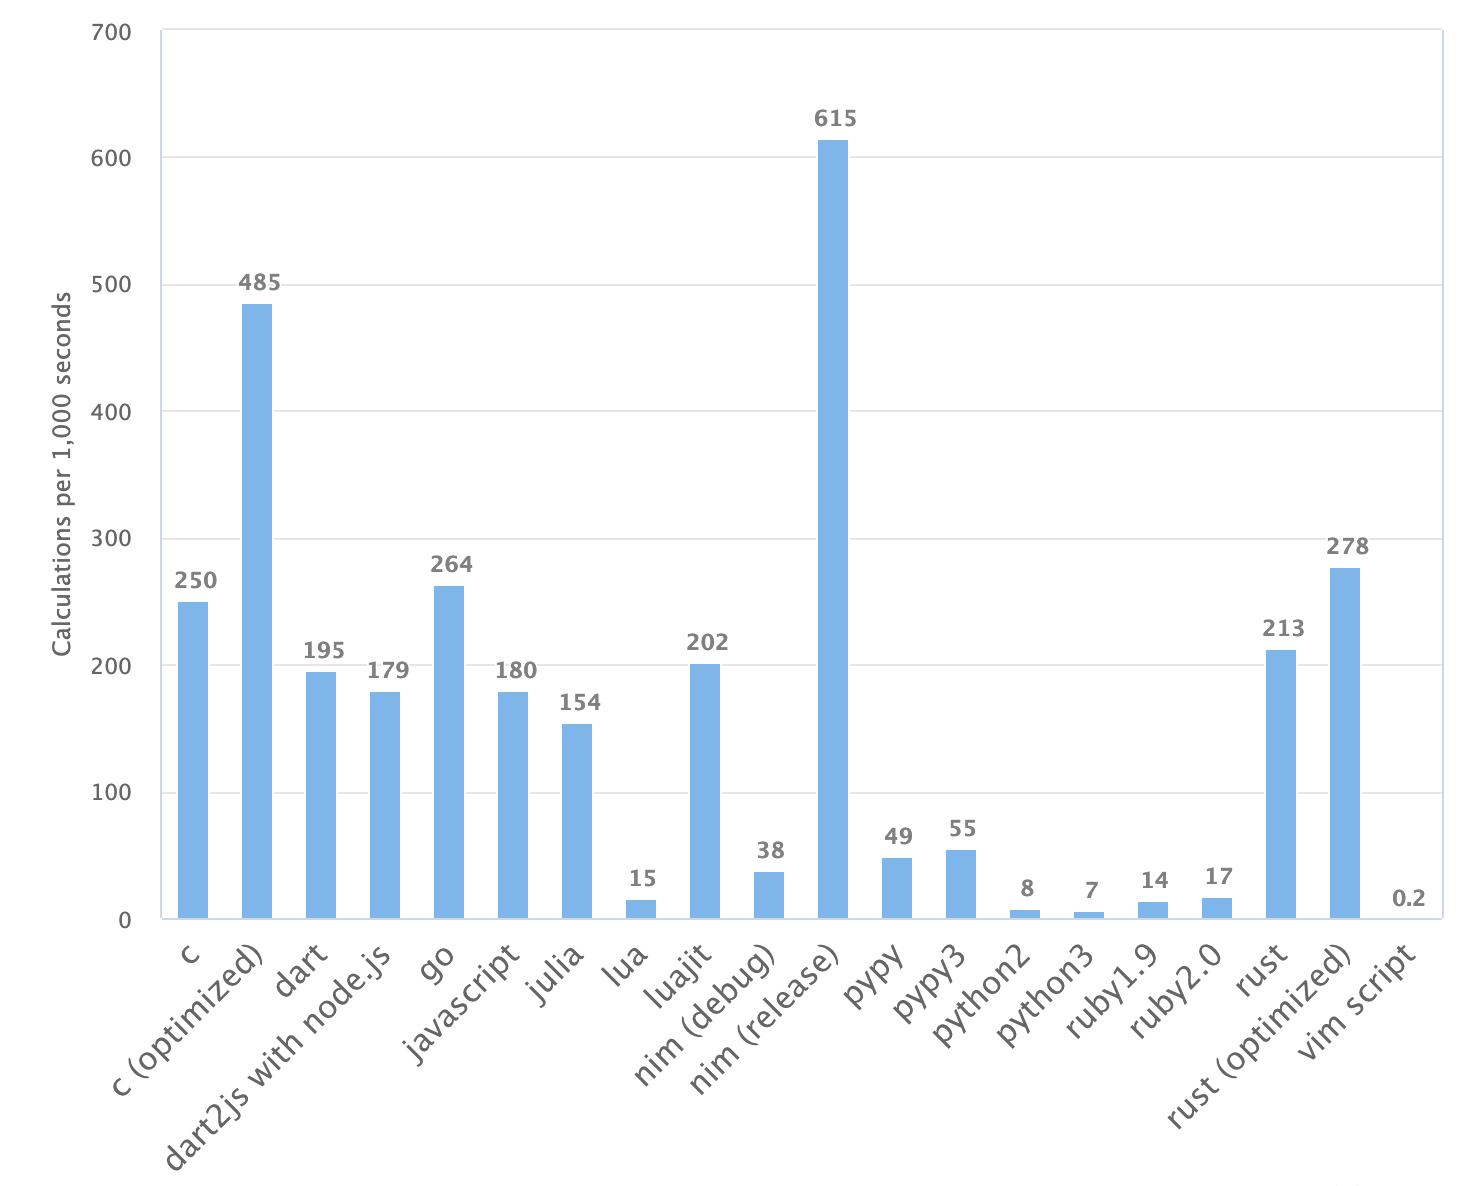 Calculations per 1,000 seconds
700
600
500
400
300
200
100
0
250
485
195
179
264
180
154
15
202
38
615
49
55
8
7
14
17
213
278
0.2
c
c (optimized)
dart
dart2js with node.js
go
javascript
julia
lua
luajit
nim (debug)
nim (release)
pypy
pypy3
python2
python3
ruby1.9
ruby2.0
rust
rust (optimized)
vim script